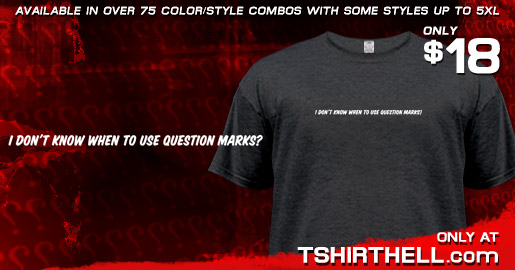 AVAILABLE IN OVER 75 COLOR/STYLE COMBOS WITH SOME STYLES UP TO 5XL
ONLY
$18
I DON'T KNOW WHEN TO USE QUESTION MARKS?
I DON'T KNOW WHEN TO USE QUESTION MARKS?
ONLY AT
TSHIRTHELL.com